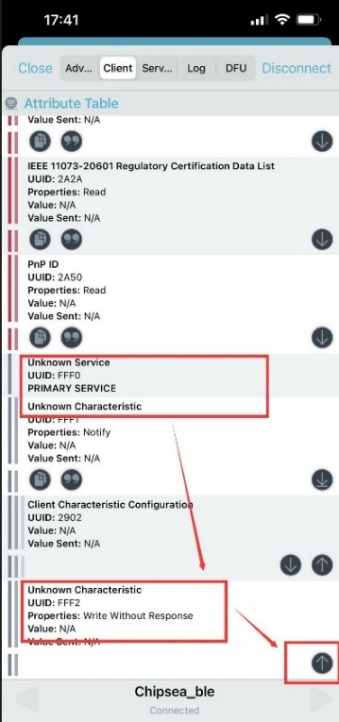 17:41
Close Adv... Client Serv... Log DFU Disconnect
Attribute Table
Value Sent: N/A
IEEE 11073-20601 Regulatory Certification Data List
UUID: 2A2A
Properties: Read
Value: N/A
Value Sent: N/A
PnP ID
UUID: 2A50
Properties: Read
Value: N/A
Value Sent: N/A
Unknown Service
UUID: FFF0
PRIMARY SERVICE
Unknown Characteristic
UUID: FFF1
Properties: Notify
Value: N/A
Value Sent: N/A
Client Characteristic Configuration
UUID: 2902
Value: N/A
Value Sent: N/A
Unknown Characteristic
UUID: FFF2
Properties: Write Without Response
Value: N/A
Value Sent: N/A
Chipsea_ble
Connected